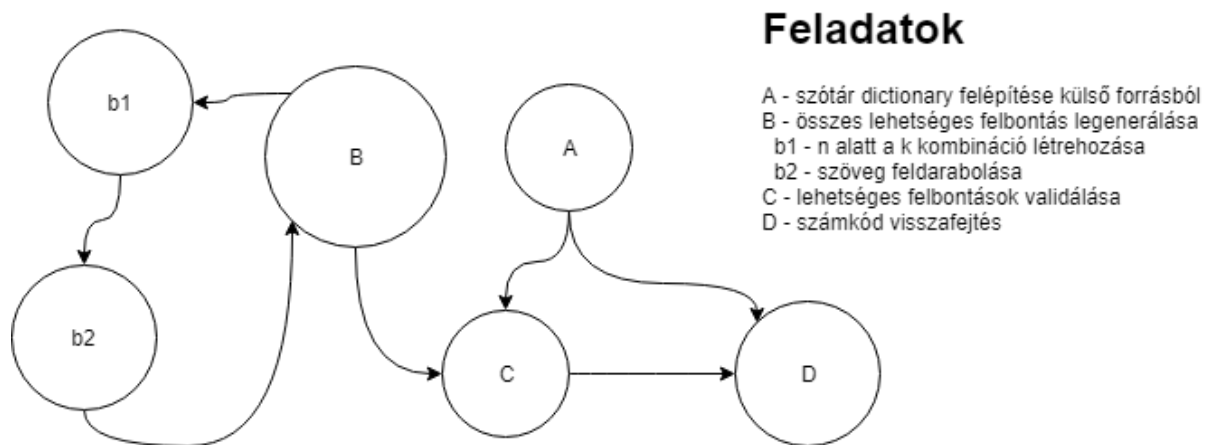 Feladatok
A - szótár dictionary felépítése külső forrásból
B - összes lehetséges felbontás legenerálása
b1 - n alatt a k kombináció létrehozása
b2 - szöveg feldarabolása
C - lehetséges felbontások validálása
D - számkód visszafejtés
b1
B
A
b2
C
D